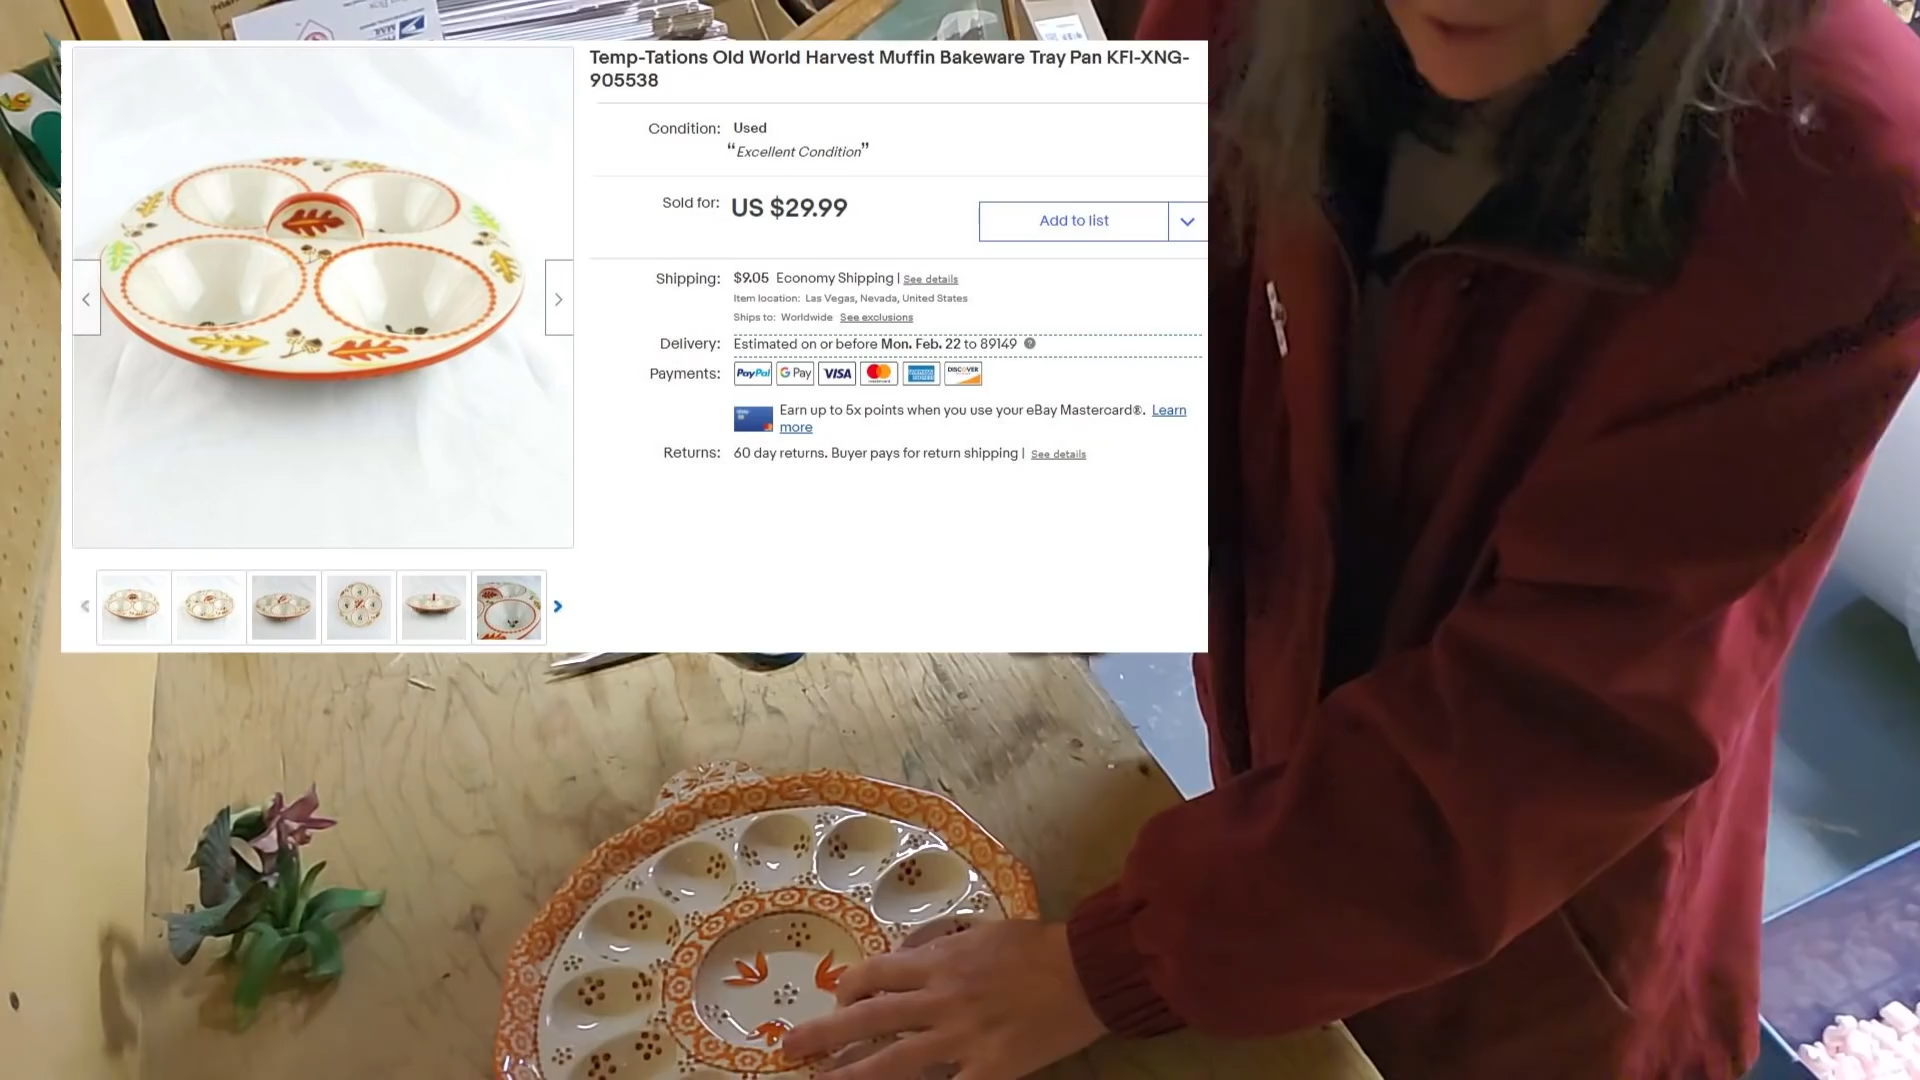 MAIL
Temp-Tations Old World Harvest Muffin Bakeware Tray Pan KFI-XNG-
905538
Condition: Used
“Excellent Condition”
Sold for: US $29.99
Add to list
Shipping: $9.05 Economy Shipping | See details
Item location: Las Vegas, Nevada, United States
Ships to: Worldwide See exclusions
Delivery: Estimated on or before Mon. Feb. 22 to 89149
Payments: PayPal G Pay VISA DISCOVER
Earn up to 5x points when you use your eBay Mastercard®. Learn
more
Returns: 60 day returns. Buyer pays for return shipping | See details